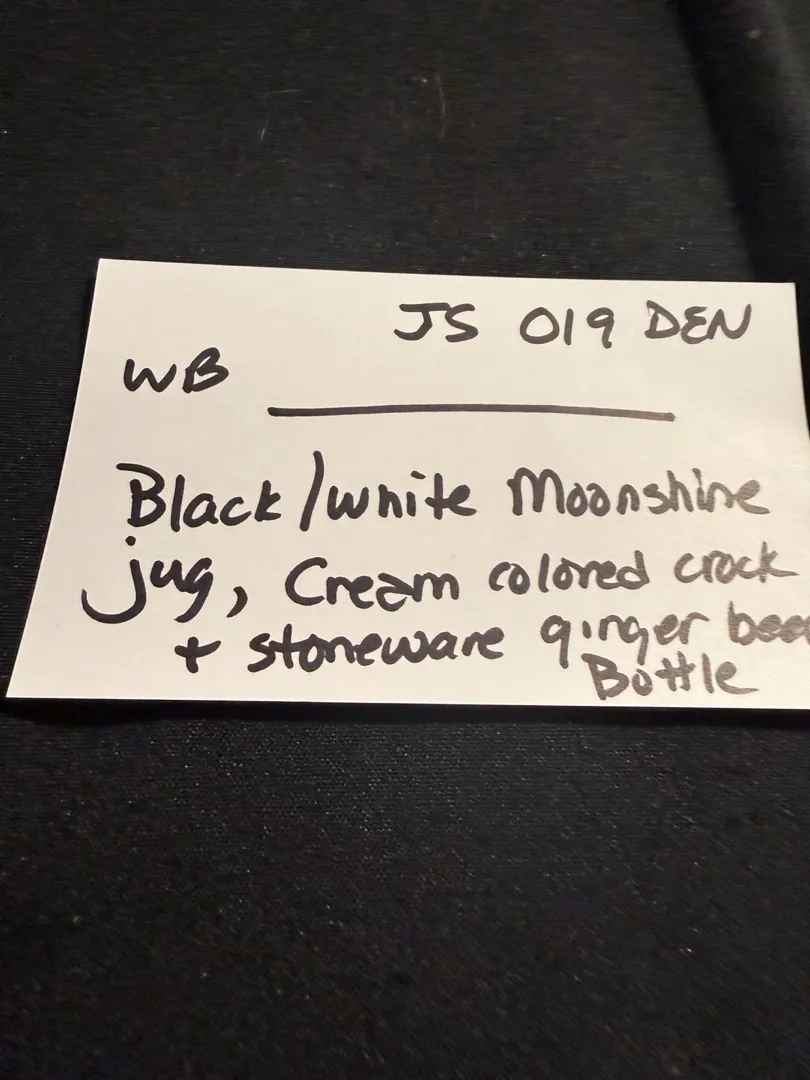 JS 019 DEN
WB
Black/white Moonshine
jug, Cream colored crock
+ stoneware ginger beer
Bottle